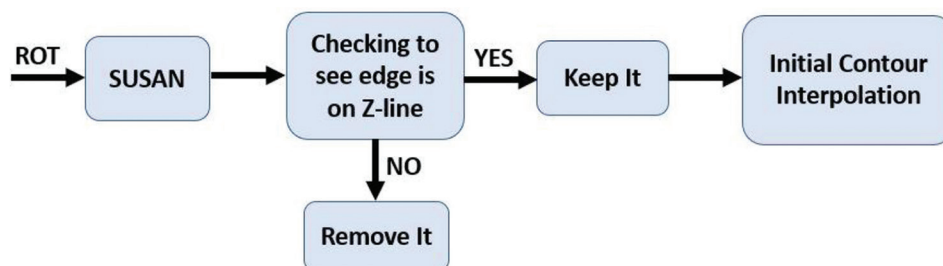 ROT
SUSAN
Checking to
see edge is
on Z-line
YES
Keep It
Initial Contour
Interpolation
NO
Remove It